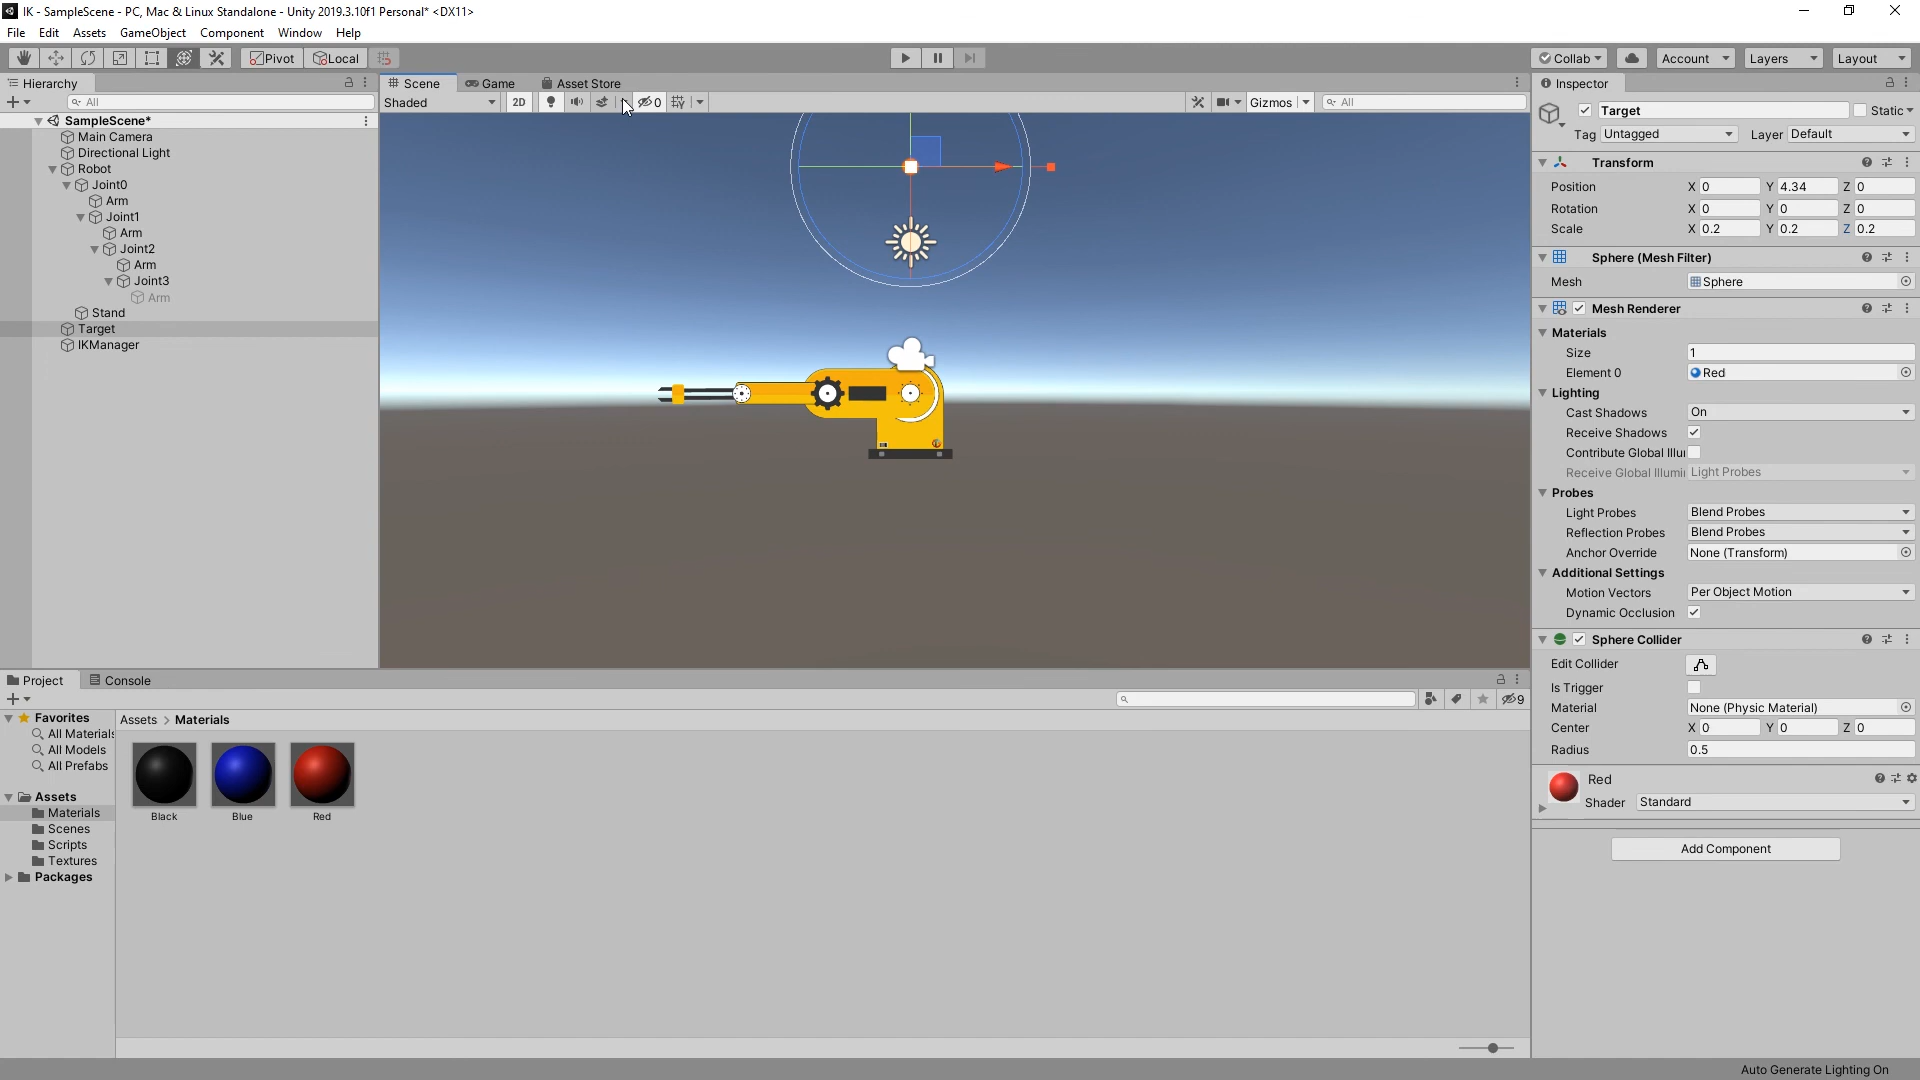 IK - SampleScene - PC, Mac & Linux Standalone - Unity 2019.3.10f1 Personal* <DX11>
File Edit Assets GameObject Component Window Help
Pivot Local Collab Account Layers Layout
Hierarchy
All
SampleScene*
Main Camera
Directional Light
Robot
Joint0
Arm
Joint1
Arm
Joint2
Arm
Joint3
Arm
Stand
Target
IKManager
Scene Game Asset Store
Shaded 2D 0 Gizmos All
Inspector
Target Static
Tag Untagged Layer Default
Transform
Position X 0 Y 4.34 Z 0
Rotation X 0 Y 0 Z 0
Scale X 0.2 Y 0.2 Z 0.2
Sphere (Mesh Filter)
Mesh Sphere
Mesh Renderer
Materials
Size 1
Element 0 Red
Lighting
Cast Shadows On
Receive Shadows
Contribute Global Illu
Receive Global Illumi Light Probes
Probes
Light Probes Blend Probes
Reflection Probes Blend Probes
Anchor Override None (Transform)
Additional Settings
Motion Vectors Per Object Motion
Dynamic Occlusion
Sphere Collider
Edit Collider
Is Trigger
Material None (Physic Material)
Center X 0 Y 0 Z 0
Radius 0.5
Red
Shader Standard
Add Component
Project Console
9
Favorites
All Materials
All Models
All Prefabs
Assets
Materials
Scenes
Scripts
Textures
Packages
Assets > Materials
Black Blue Red
Auto Generate Lighting On